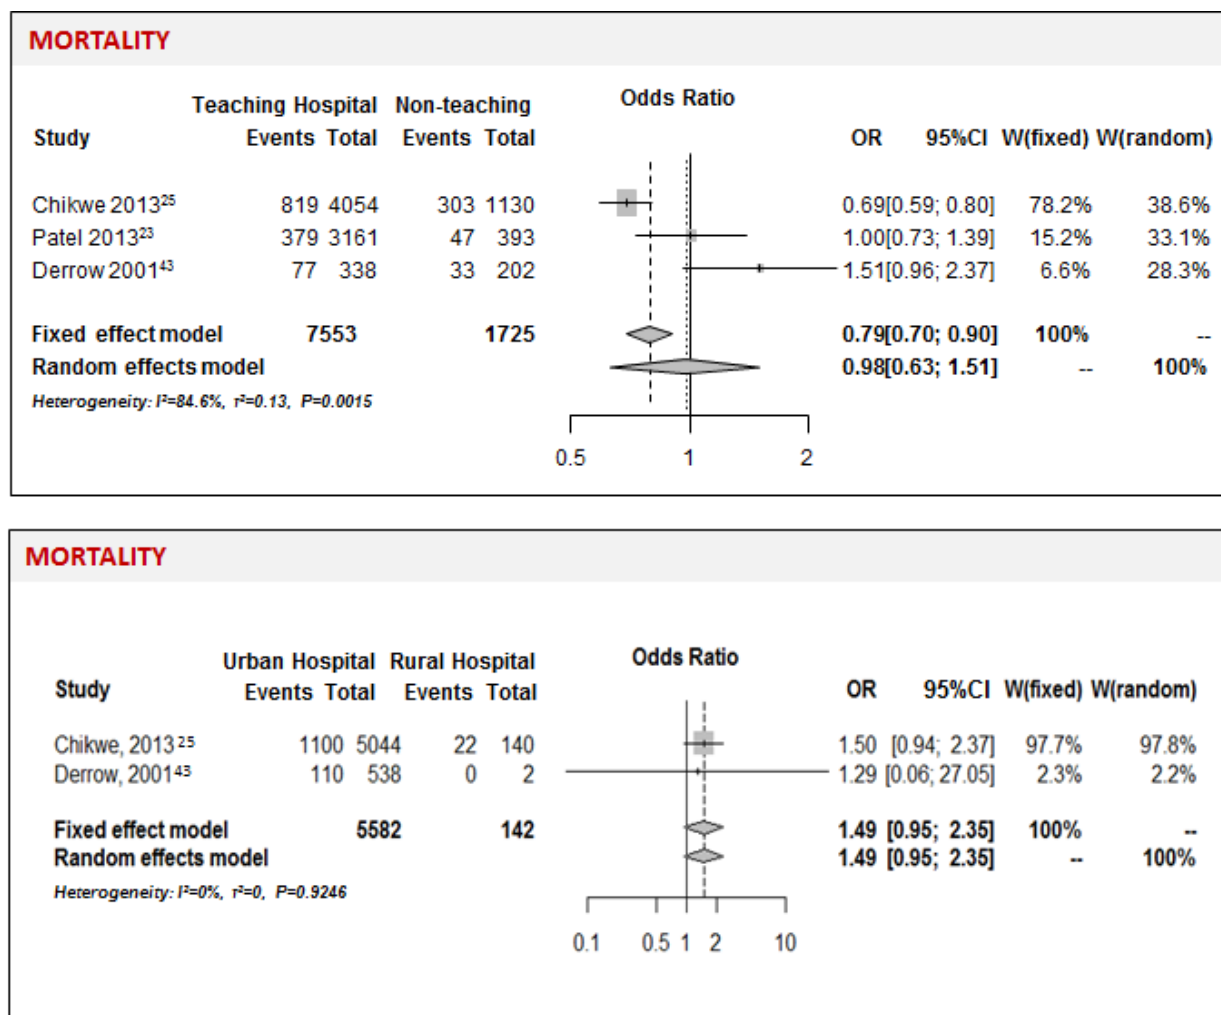 MORTALITY
Teaching Hospital Non-teaching Odds Ratio
Study Events Total Events Total OR 95%CI W(fixed) W(random)
Chikwe 2013²⁵ 819 4054 303 1130 0.69[0.59; 0.80] 78.2% 38.6%
Patel 2013²³ 379 3161 47 393 1.00[0.73; 1.39] 15.2% 33.1%
Derrow 2001⁴³ 77 338 33 202 1.51[0.96; 2.37] 6.6% 28.3%
Fixed effect model 7553 1725 0.79[0.70; 0.90] 100% --
Random effects model 0.98[0.63; 1.51] -- 100%
Heterogeneity: I²=84.6%, τ²=0.13, P=0.0015
0.5 1 2
MORTALITY
Urban Hospital Rural Hospital Odds Ratio
Study Events Total Events Total OR 95%CI W(fixed) W(random)
Chikwe, 2013 ²⁵ 1100 5044 22 140 1.50 [0.94; 2.37] 97.7% 97.8%
Derrow, 2001⁴³ 110 538 0 2 1.29 [0.06; 27.05] 2.3% 2.2%
Fixed effect model 5582 142 1.49 [0.95; 2.35] 100% --
Random effects model 1.49 [0.95; 2.35] -- 100%
Heterogeneity: I²=0%, τ²=0, P=0.9246
0.1 0.5 1 2 10